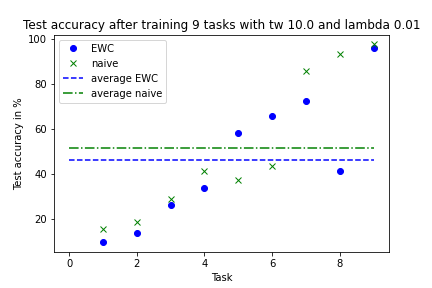 Test accuracy after training 9 tasks with tw 10.0 and lambda 0.01
100
80
60
40
20
Test accuracy in %
EWC
naive
average EWC
average naive
0 2 4 6 8
Task